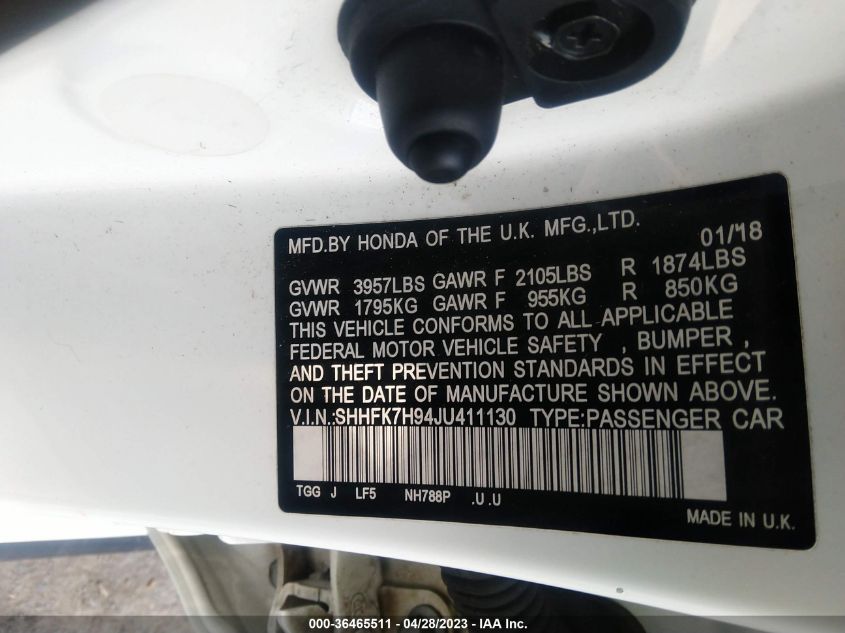 MFD.BY HONDA OF THE U.K. MFG.,LTD. 01/18
GVWR 3957LBS GAWR F 2105LBS R 1874LBS
GVWR 1795KG GAWR F 955KG R 850KG
THIS VEHICLE CONFORMS TO ALL APPLICABLE
FEDERAL MOTOR VEHICLE SAFETY , BUMPER ,
AND THEFT PREVENTION STANDARDS IN EFFECT
ON THE DATE OF MANUFACTURE SHOWN ABOVE.
V.I.N.:SHHFK7H94JU411130 TYPE:PASSENGER CAR
TGG J LF5 NH788P .U .U
MADE IN U.K.
000-36465511 - 04/28/2023 - IAA Inc.